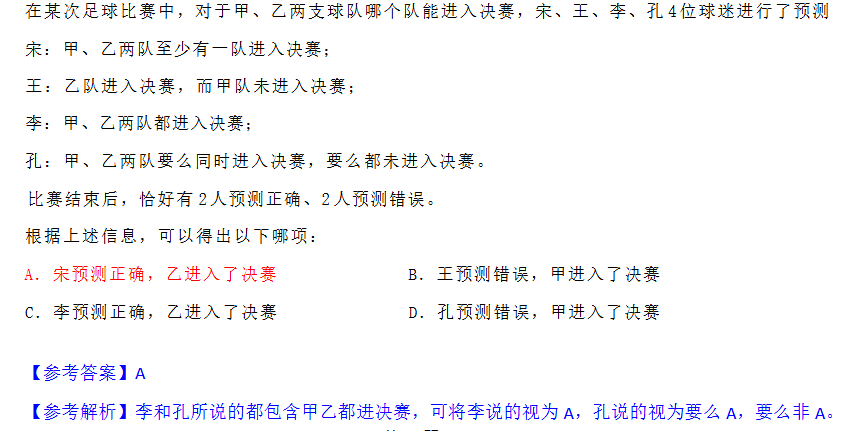 在某次足球比赛中，对于甲、乙两支球队哪个队能进入决赛，宋、王、李、孔 4 位球迷进行了预测
宋：甲、乙两队至少有一队进入决赛；
王：乙队进入决赛，而甲队未进入决赛；
李：甲、乙两队都进入决赛；
孔：甲、乙两队要么同时进入决赛，要么都未进入决赛。
比赛结束后，恰好有 2 人预测正确、2 人预测错误。
根据上述信息，可以得出以下哪项：
A．宋预测正确，乙进入了决赛 B．王预测错误，甲进入了决赛
C．李预测正确，乙进入了决赛 D．孔预测错误，甲进入了决赛
【参考答案】A
【参考解析】李和孔所说的都包含甲乙都进决赛，可将李说的视为 A，孔说的视为要么 A，要么非 A。